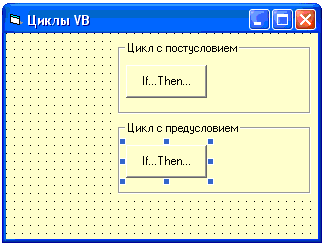 Циклы VB
Цикл с постусловием
If...Then...
Цикл с предусловием
If...Then...